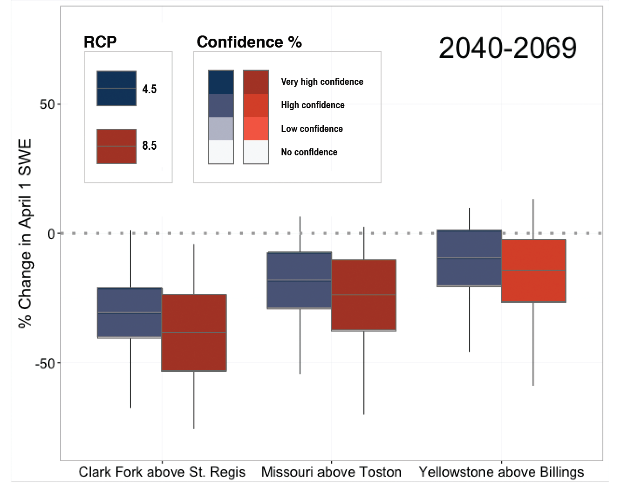 RCP
4.5
8.5
Confidence %
Very high confidence
High confidence
Low confidence
No confidence
2040-2069
% Change in April 1 SWE
50
0
-50
Clark Fork above St. Regis
Missouri above Toston
Yellowstone above Billings